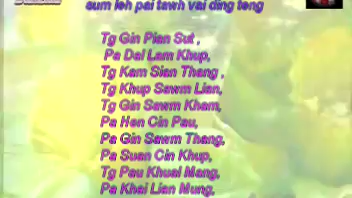 sum leh pai tawh vai ding teng
Tg Gin Pian Sut ,
Pa Dal Lam Khup,
Tg Kam Sian Thang ,
Tg Khup Sawm Lian,
Tg Gin Sawm Kham,
Pa Hen Cin Pau,
Pa Gin Sawm Thang,
Pa Suan Cin Khup,
Tg Pau Khual Mang,
Pa Khai Lian Mung,